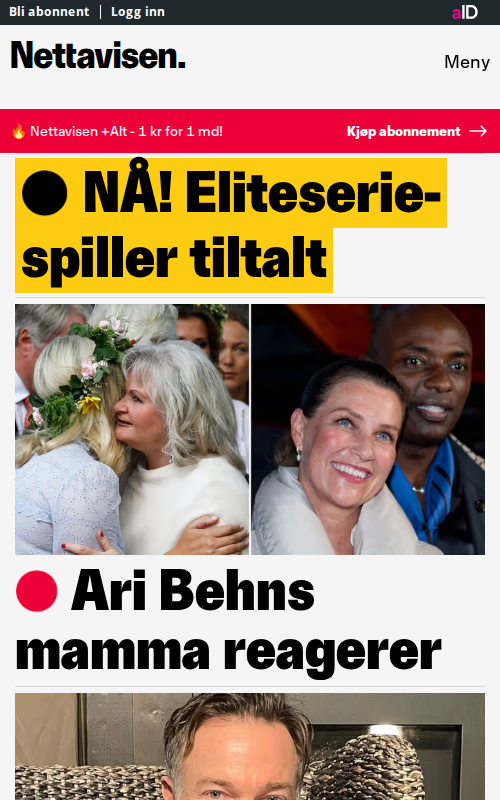 Bli abonnent | Logg inn
aID
Nettavisen.
Meny
🔥 Nettavisen +Alt - 1 kr for 1 md!
Kjøp abonnement →
NÅ! Eliteserie-
spiller tiltalt
Ari Behns
mamma reagerer